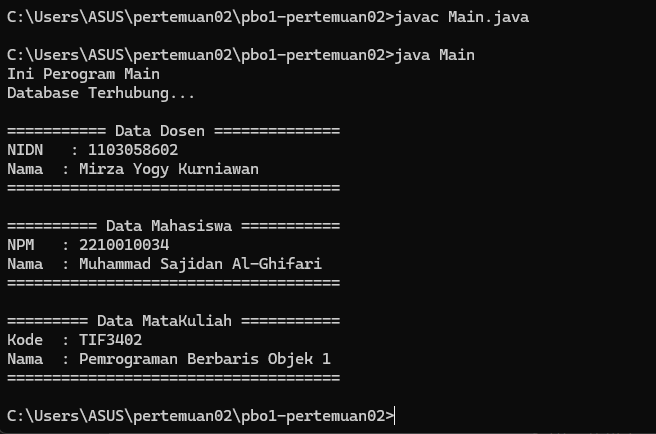 C:\Users\ASUS\pertemuan02\pbo1-pertemuan02>javac Main.java
C:\Users\ASUS\pertemuan02\pbo1-pertemuan02>java Main
Ini Perogram Main
Database Terhubung...
=========== Data Dosen ==============
NIDN   : 1103058602
Nama  : Mirza Yogy Kurniawan
=====================================
========== Data Mahasiswa ===========
NPM   : 2210010034
Nama  : Muhammad Sajidan Al-Ghifari
=====================================
========= Data MataKuliah ===========
Kode  : TIF3402
Nama  : Pemrograman Berbaris Objek 1
=====================================
C:\Users\ASUS\pertemuan02\pbo1-pertemuan02>